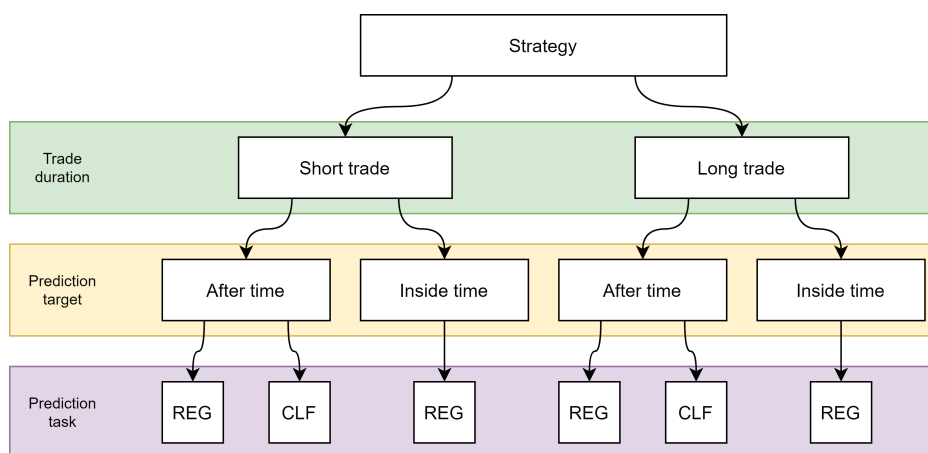 Strategy
Trade
duration
Short trade
Long trade
Prediction
target
After time
Inside time
After time
Inside time
Prediction
task
REG
CLF
REG
REG
CLF
REG